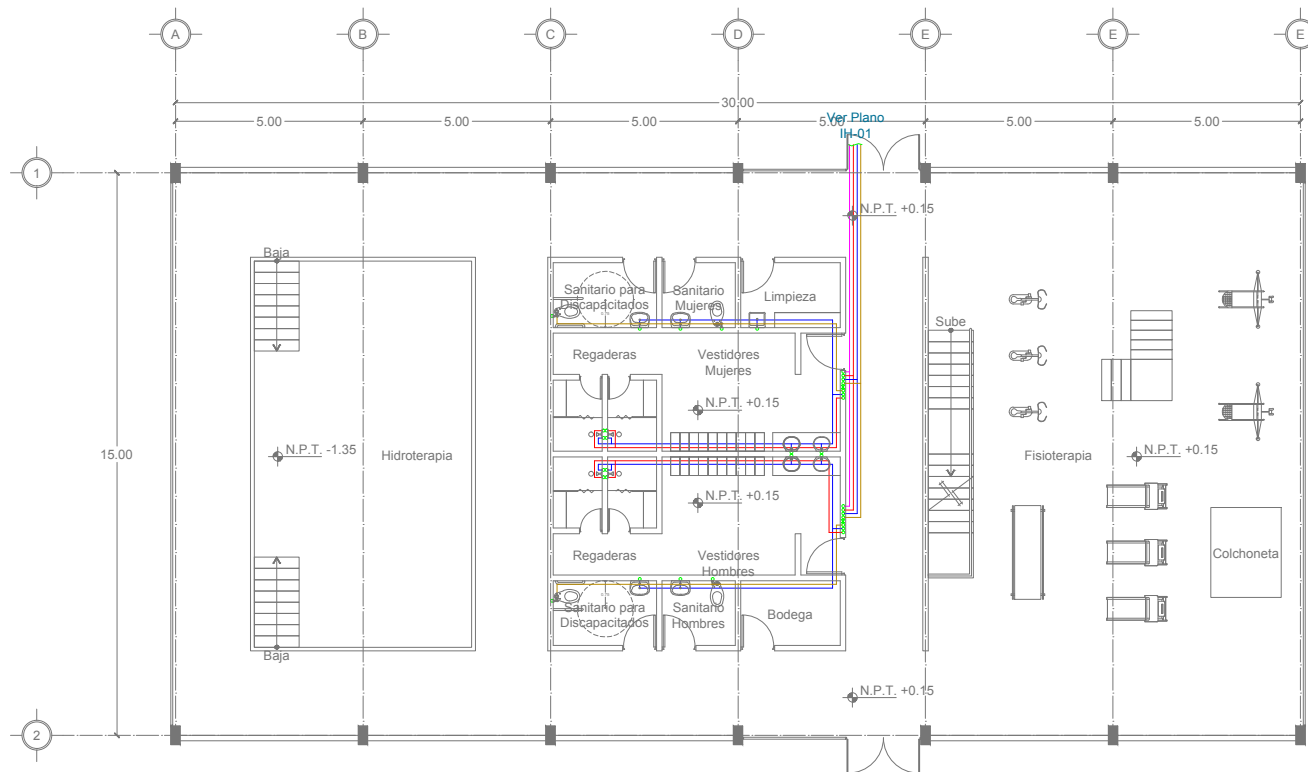 A B C D E E E
30.00
5.00 5.00 5.00 5.00 5.00 5.00
Ver Plano
IH-01
1
N.P.T. +0.15
Baja
Sanitario para
Discapacitados
Sanitario
Mujeres
Limpieza
Sube
Regaderas
Vestidores
Mujeres
N.P.T. +0.15
15.00
N.P.T. -1.35
Hidroterapia
Fisioterapia
N.P.T. +0.15
N.P.T. +0.15
Regaderas
Vestidores
Hombres
Colchoneta
Sanitario para
Discapacitados
Sanitario
Hombres
Bodega
Baja
N.P.T. +0.15
2